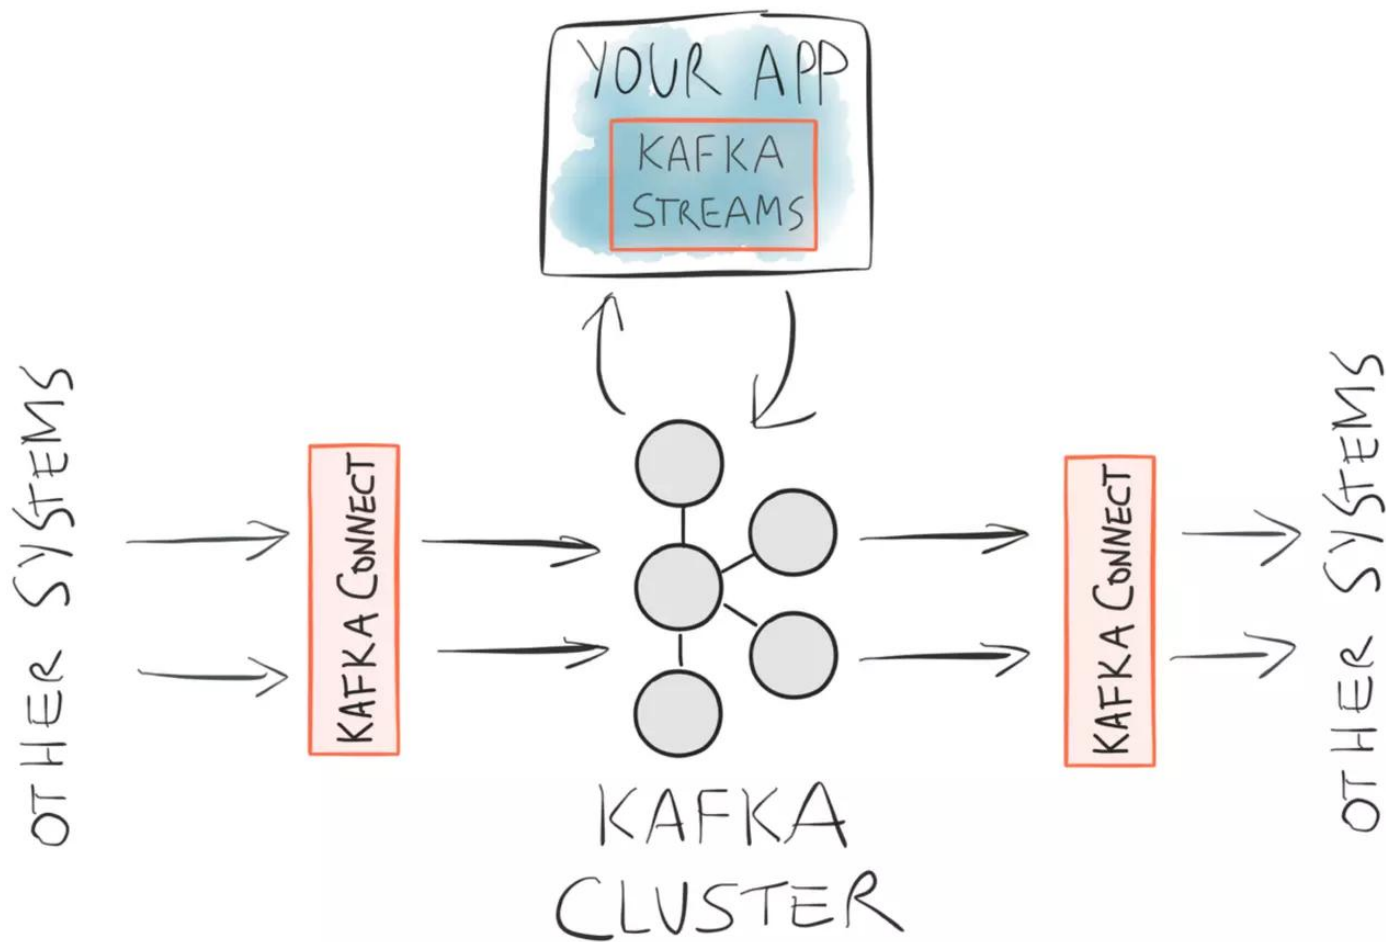 YOUR APP
KAFKA
STREAMS
OTHER SYSTEMS
KAFKA CONNECT
KAFKA CONNECT
OTHER SYSTEMS
KAFKA
CLUSTER